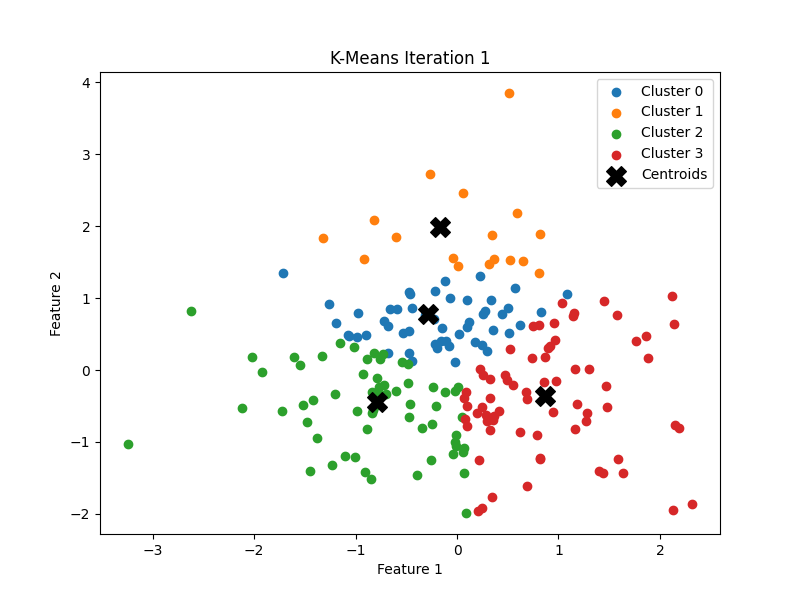 K-Means Iteration 1
Cluster 0
Cluster 1
Cluster 2
Cluster 3
Centroids
Feature 2
4
3
2
1
0
−1
−2
−3
−2
−1
0
1
2
Feature 1